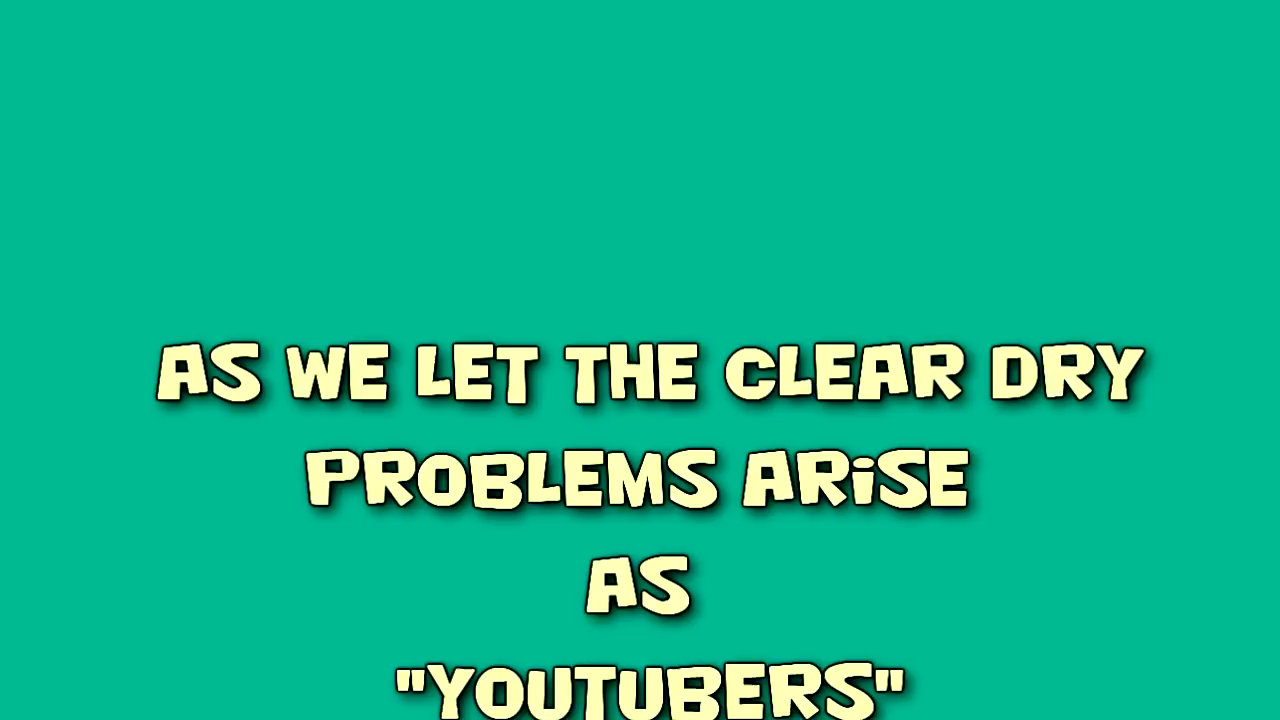 AS WE LET THE CLEAR DRY
PROBLEMS ARiSE
AS
"YOUTUBERS"